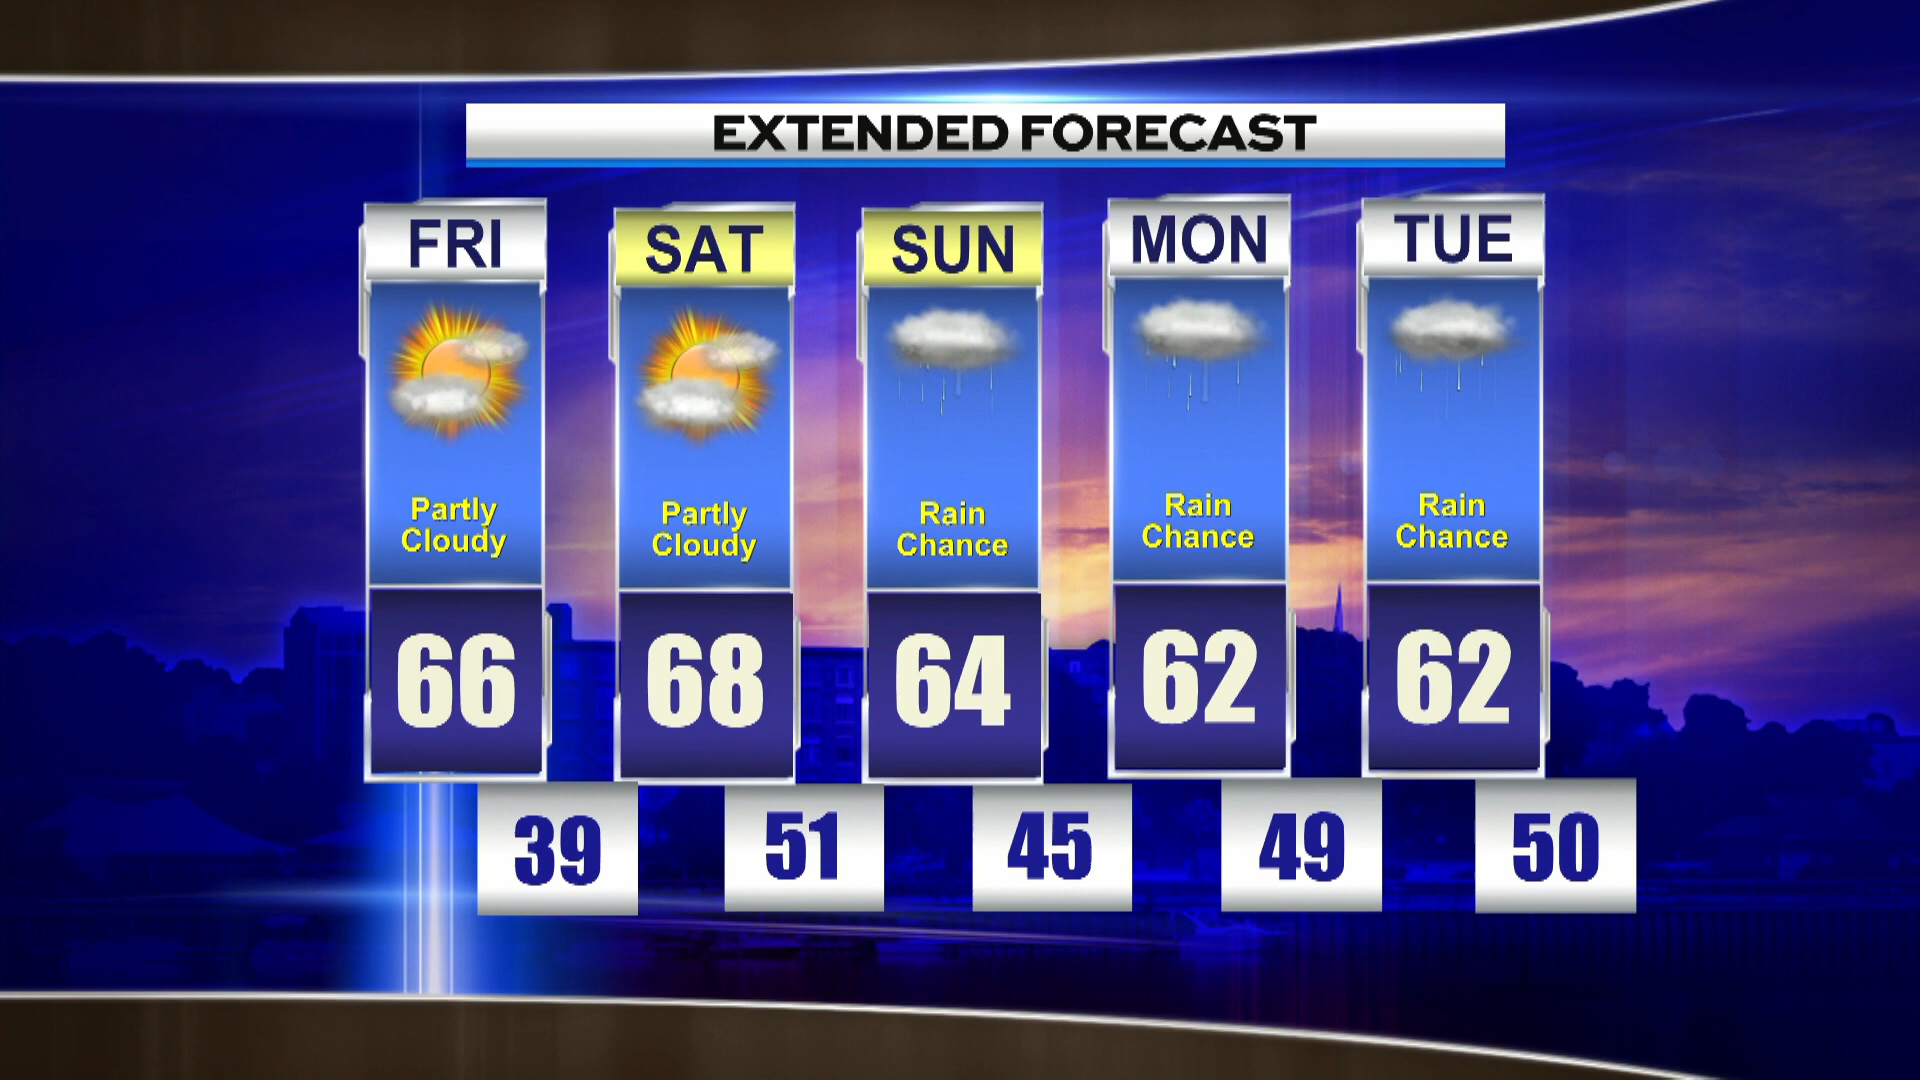 EXTENDED FORECAST
FRI
SAT
SUN
MON
TUE
Partly
Cloudy
Partly
Cloudy
Rain
Chance
Rain
Chance
Rain
Chance
66
68
64
62
62
39
51
45
49
50